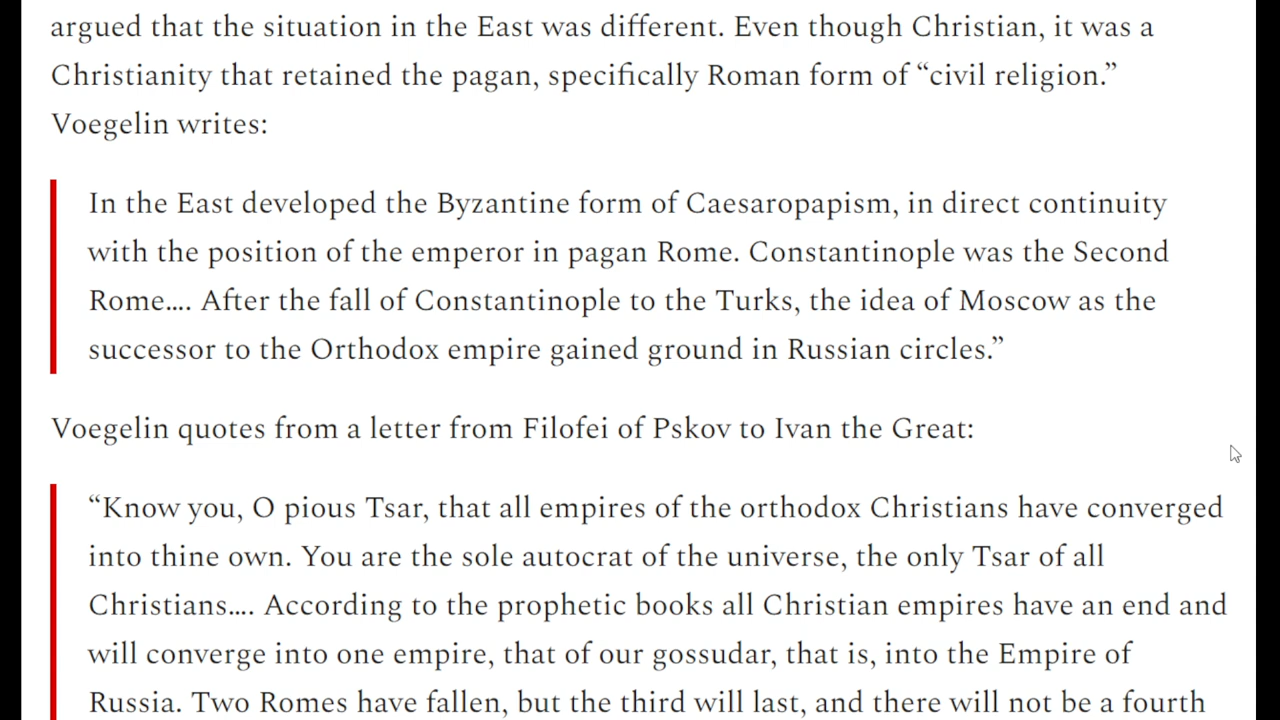 argued that the situation in the East was different. Even though Christian, it was a
Christianity that retained the pagan, specifically Roman form of “civil religion.”
Voegelin writes:
In the East developed the Byzantine form of Caesaropapism, in direct continuity
with the position of the emperor in pagan Rome. Constantinople was the Second
Rome…. After the fall of Constantinople to the Turks, the idea of Moscow as the
successor to the Orthodox empire gained ground in Russian circles.”
Voegelin quotes from a letter from Filofei of Pskov to Ivan the Great:
“Know you, O pious Tsar, that all empires of the orthodox Christians have converged
into thine own. You are the sole autocrat of the universe, the only Tsar of all
Christians…. According to the prophetic books all Christian empires have an end and
will converge into one empire, that of our gossudar, that is, into the Empire of
Russia. Two Romes have fallen, but the third will last, and there will not be a fourth